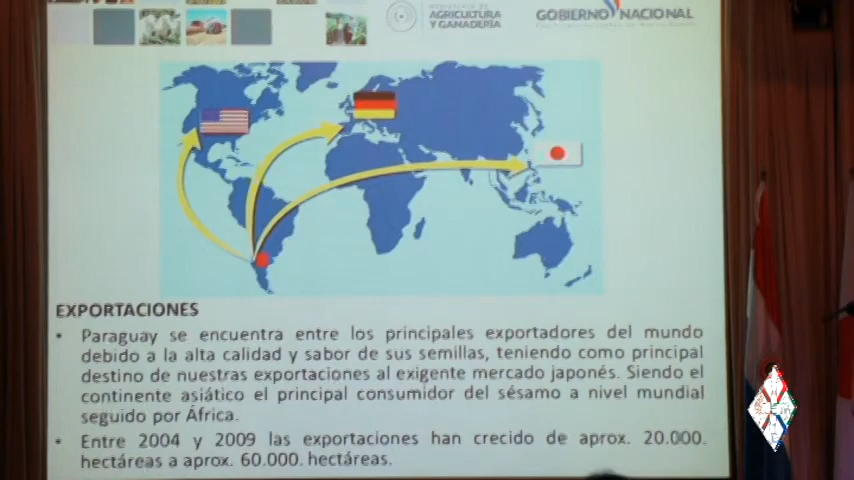 AGRICULTURA
Y GANADERÍA
GOBIERNO NACIONAL
EXPORTACIONES
• Paraguay se encuentra entre los principales exportadores del mundo
debido a la alta calidad y sabor de sus semillas, teniendo como principal
destino de nuestras exportaciones al exigente mercado japonés. Siendo el
continente asiático el principal consumidor del sésamo a nivel mundial
seguido por África.
• Entre 2004 y 2009 las exportaciones han crecido de aprox. 20.000.
hectáreas a aprox. 60.000. hectáreas.